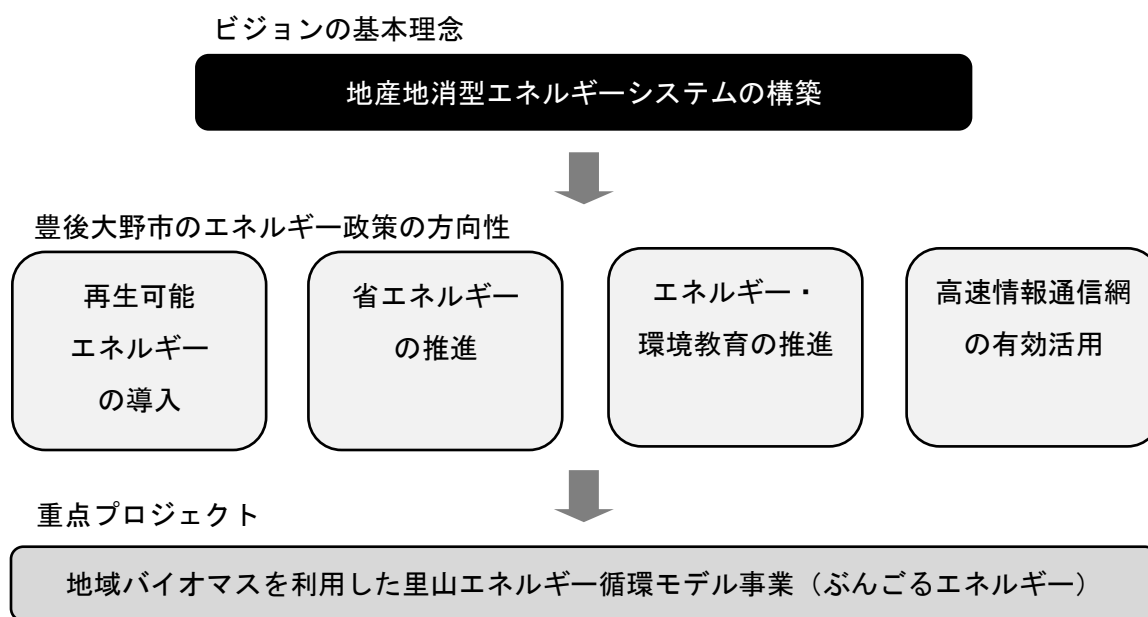 ビジョンの基本理念
地産地消型エネルギーシステムの構築
豊後大野市のエネルギー政策の方向性
再生可能
エネルギー
の導入
省エネルギー
の推進
エネルギー・
環境教育の推進
高速情報通信網
の有効活用
重点プロジェクト
地域バイオマスを利用した里山エネルギー循環モデル事業（ぶんごるエネルギー）